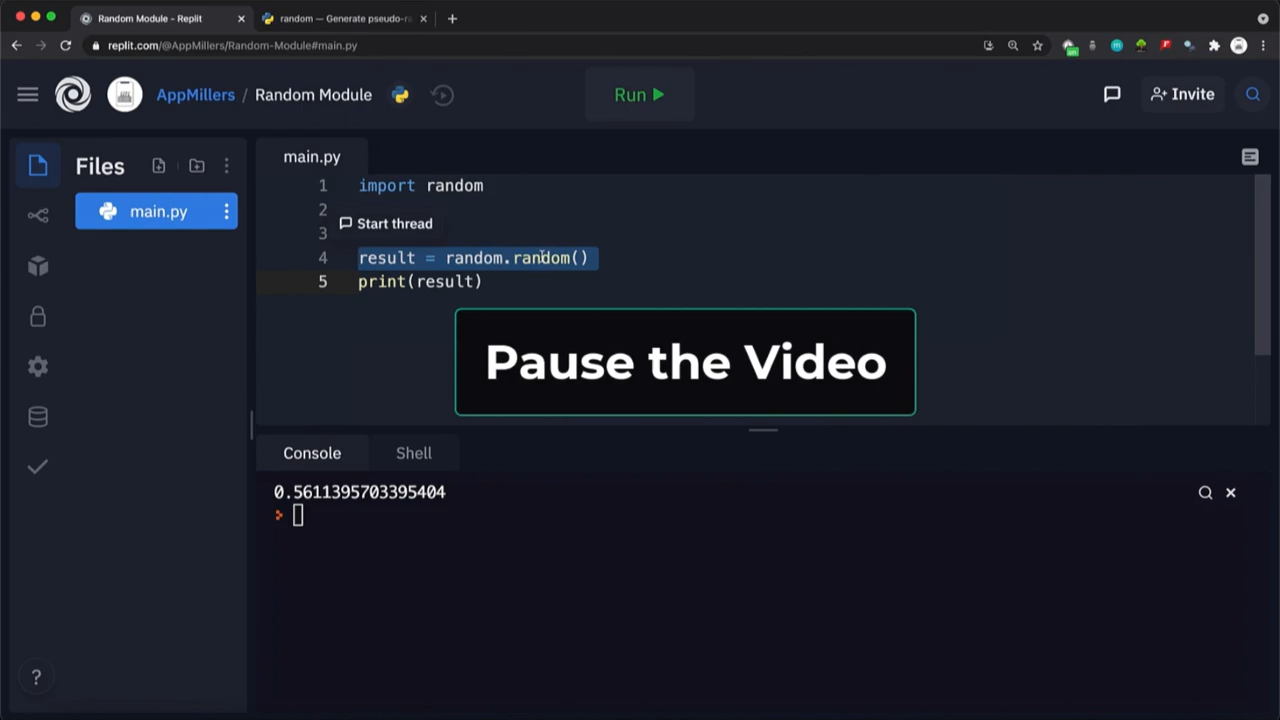 Random Module - Replit
random — Generate pseudo-ra
replit.com/@AppMillers/Random-Module#main.py
AppMillers / Random Module
Run
Invite
Files
main.py
main.py
1 import random
2
Start thread
3
4 result = random.random()
5 print(result)
Pause the Video
Console
Shell
0.5611395703395404
?